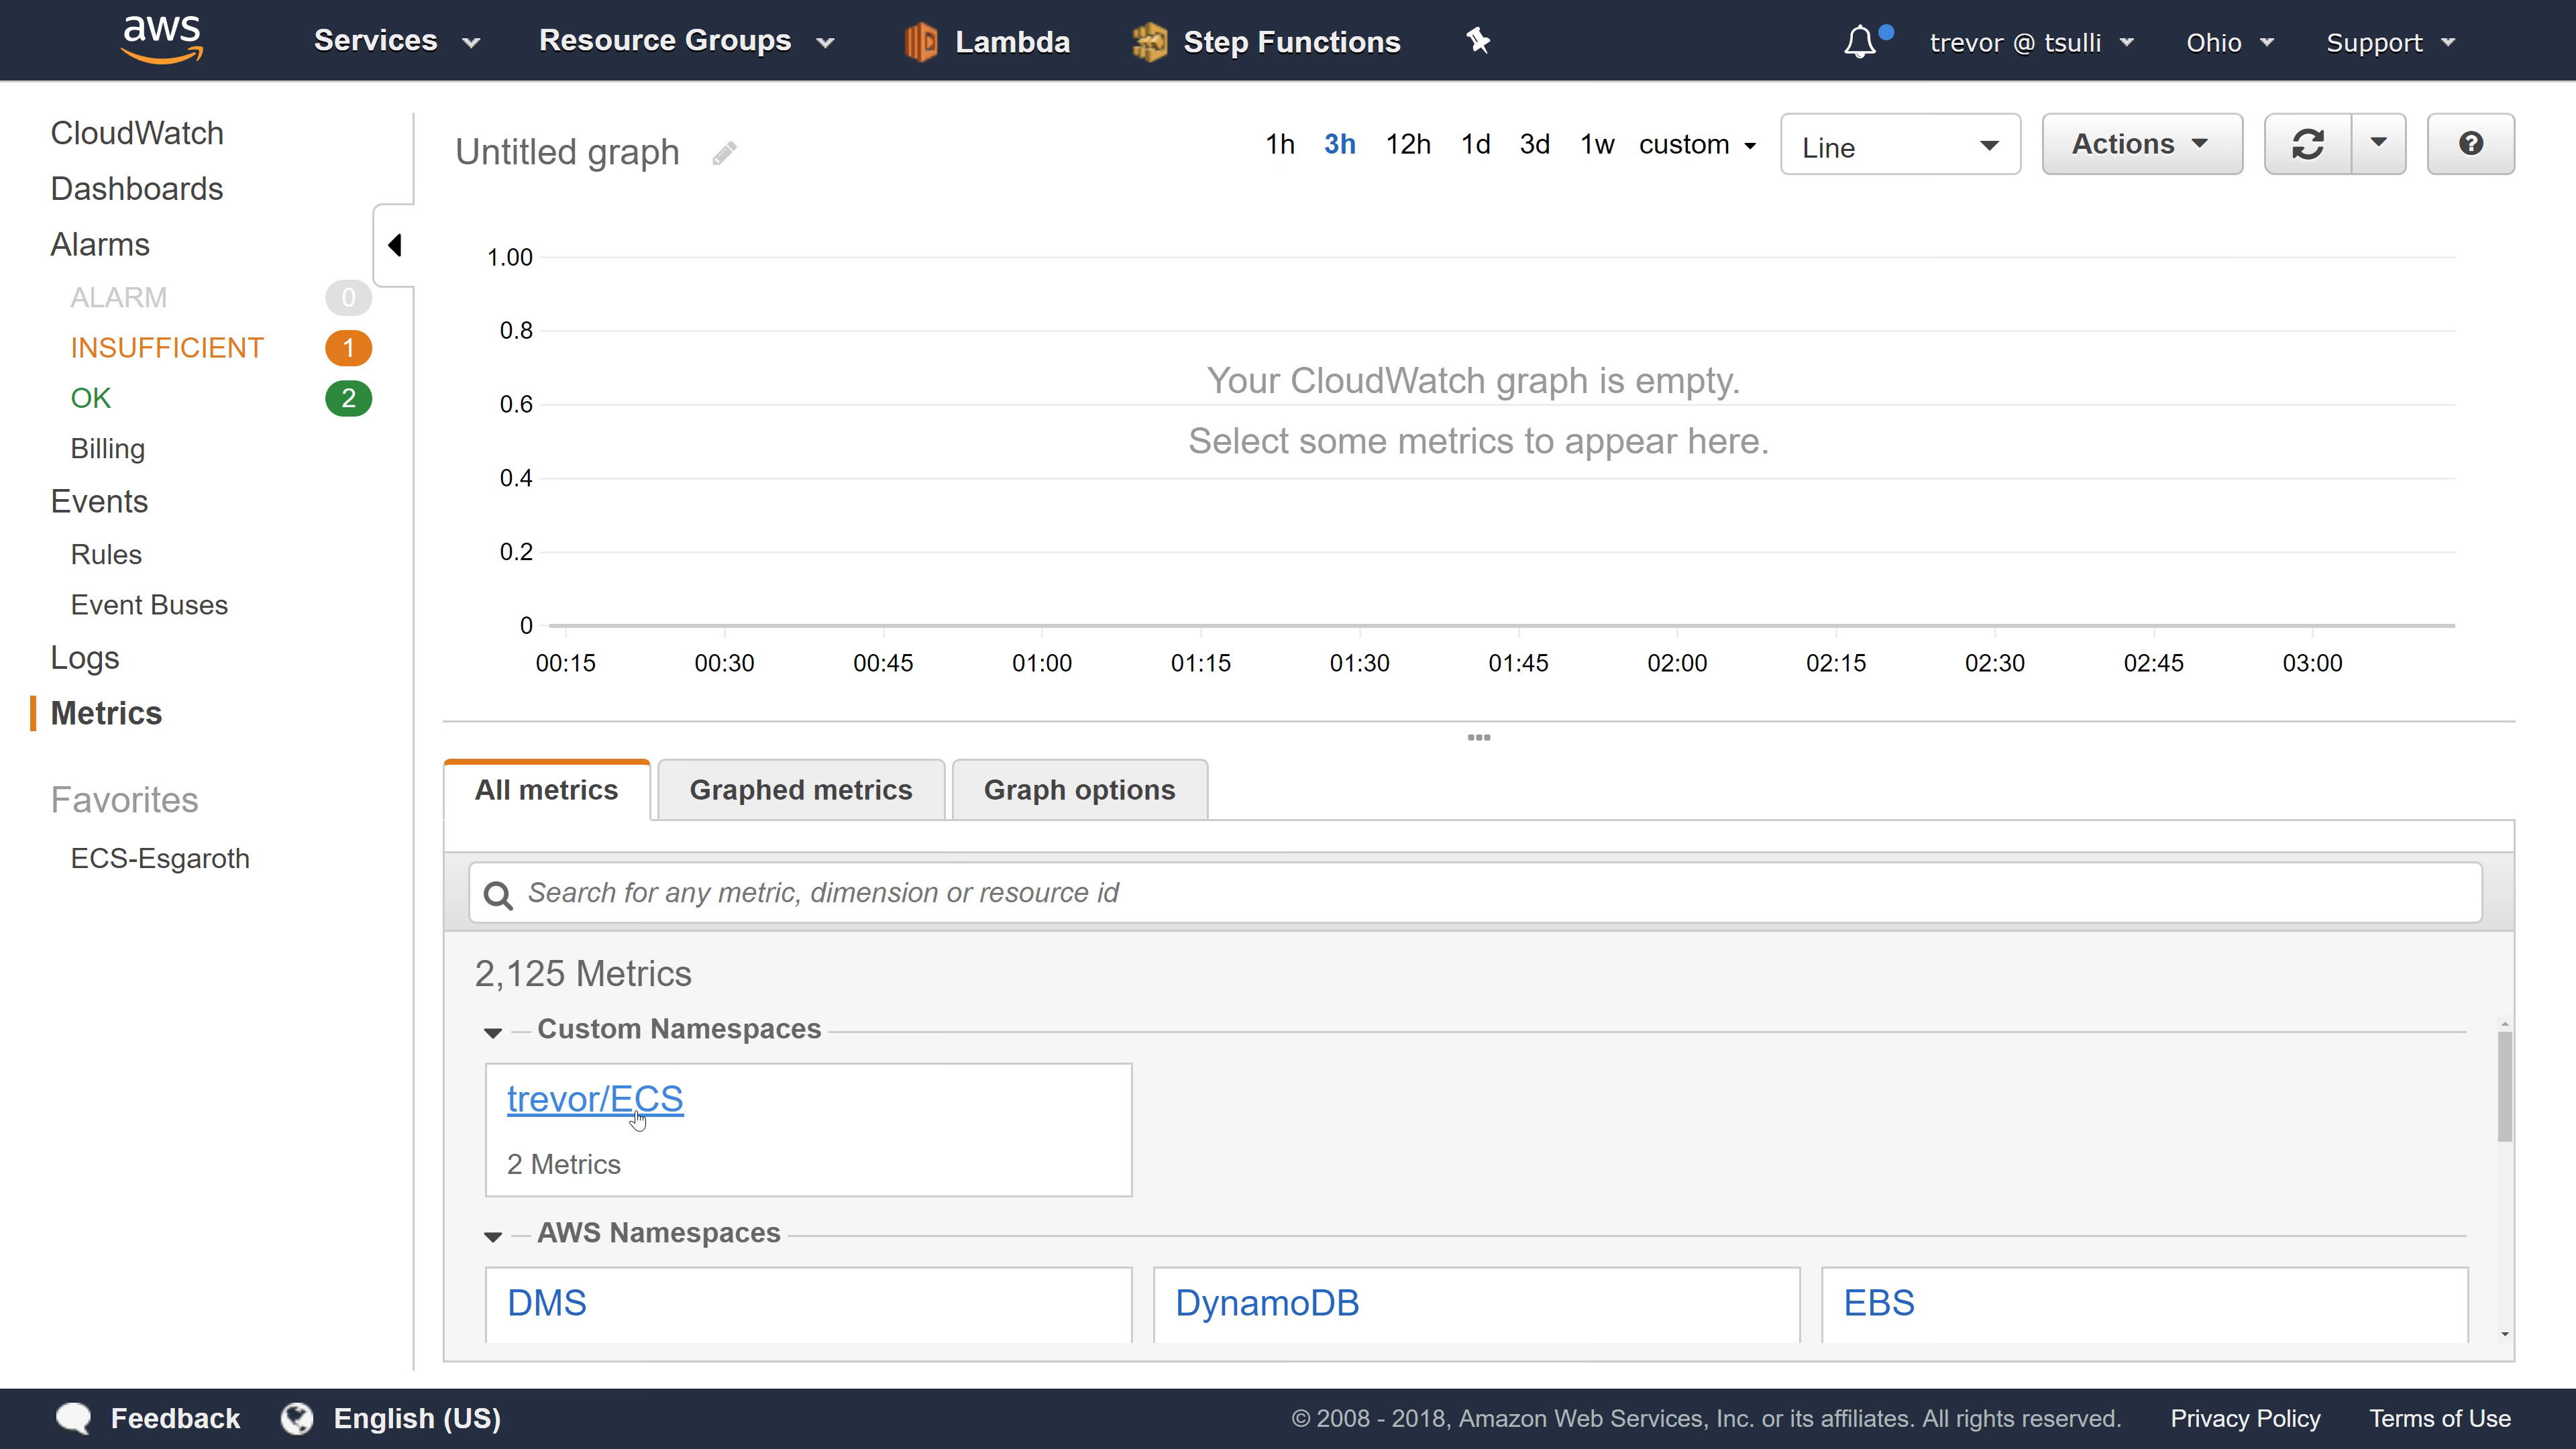 aws Services Resource Groups Lambda Step Functions trevor @ tsulli Ohio Support
CloudWatch
Dashboards
Alarms
ALARM 0
INSUFFICIENT 1
OK 2
Billing
Events
Rules
Event Buses
Logs
Metrics
Favorites
ECS-Esgaroth
Untitled graph
1h 3h 12h 1d 3d 1w custom Line Actions ?
1.00
0.8
0.6
0.4
0.2
0
Your CloudWatch graph is empty.
Select some metrics to appear here.
00:15 00:30 00:45 01:00 01:15 01:30 01:45 02:00 02:15 02:30 02:45 03:00
All metrics Graphed metrics Graph options
Search for any metric, dimension or resource id
2,125 Metrics
Custom Namespaces
trevor/ECS
2 Metrics
AWS Namespaces
DMS DynamoDB EBS
Feedback English (US) © 2008 - 2018, Amazon Web Services, Inc. or its affiliates. All rights reserved. Privacy Policy Terms of Use